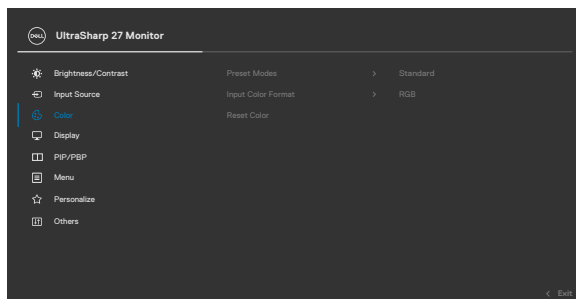 DELL UltraSharp 27 Monitor
Brightness/Contrast Preset Modes > Standard
Input Source Input Color Format > RGB
Color Reset Color
Display
PIP/PBP
Menu
Personalize
Others
< Exit